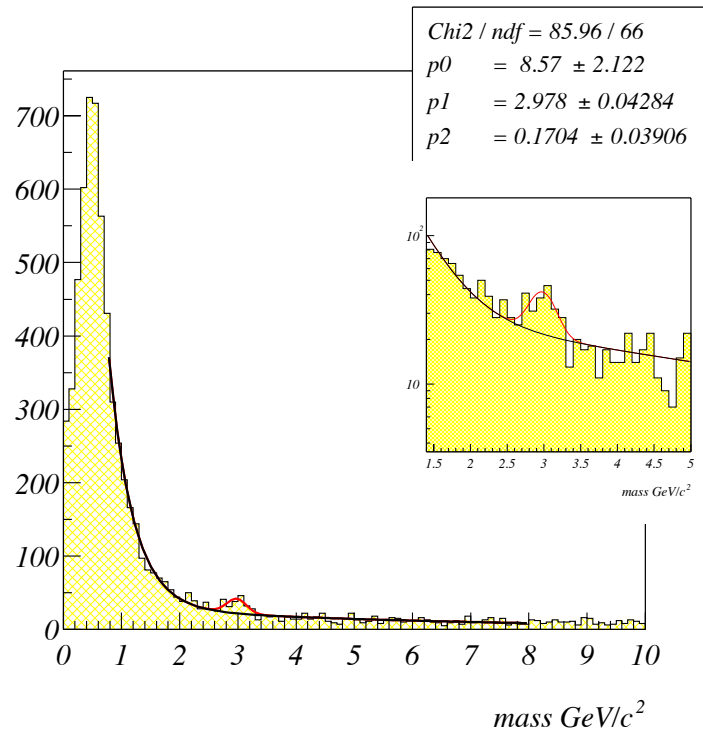 Chi2 / ndf = 85.96 / 66
p0 = 8.57 ± 2.122
p1 = 2.978 ± 0.04284
p2 = 0.1704 ± 0.03906
700
600
500
400
300
200
100
0
0 1 2 3 4 5 6 7 8 9 10
mass GeV/c²
10²
10
1.5 2 2.5 3 3.5 4 4.5 5
mass GeV/c²